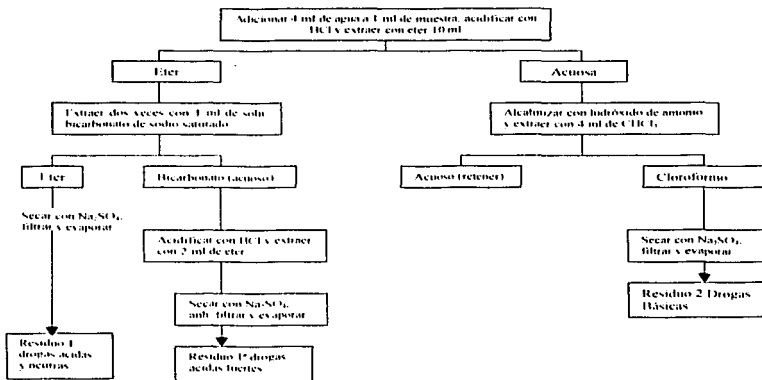 Adicionar 4 ml de agua a 1 ml de muestra, acidificar con
HCl y extraer con eter 10 ml
Eter
Acuosa
Extraer dos veces con 1 ml de soln
bicarbonato de sodio saturado
Alcalinizar con hidróxido de amonio
y extraer con 4 ml de CHCl₃
Eter
Bicarbonato (acuoso)
Acuoso (retener)
Cloroformo
Secar con Na₂SO₄,
filtrar y evaporar
Acidificar con HCl y extraer
con 2 ml de eter
Secar con Na₂SO₄,
filtrar y evaporar
Secar con Na₂SO₄
anh. filtrar y evaporar
Residuo 2 Drogas
Básicas
Residuo 1
drogas acidas
y neutras
Residuo 1ª drogas
acidas fuertes